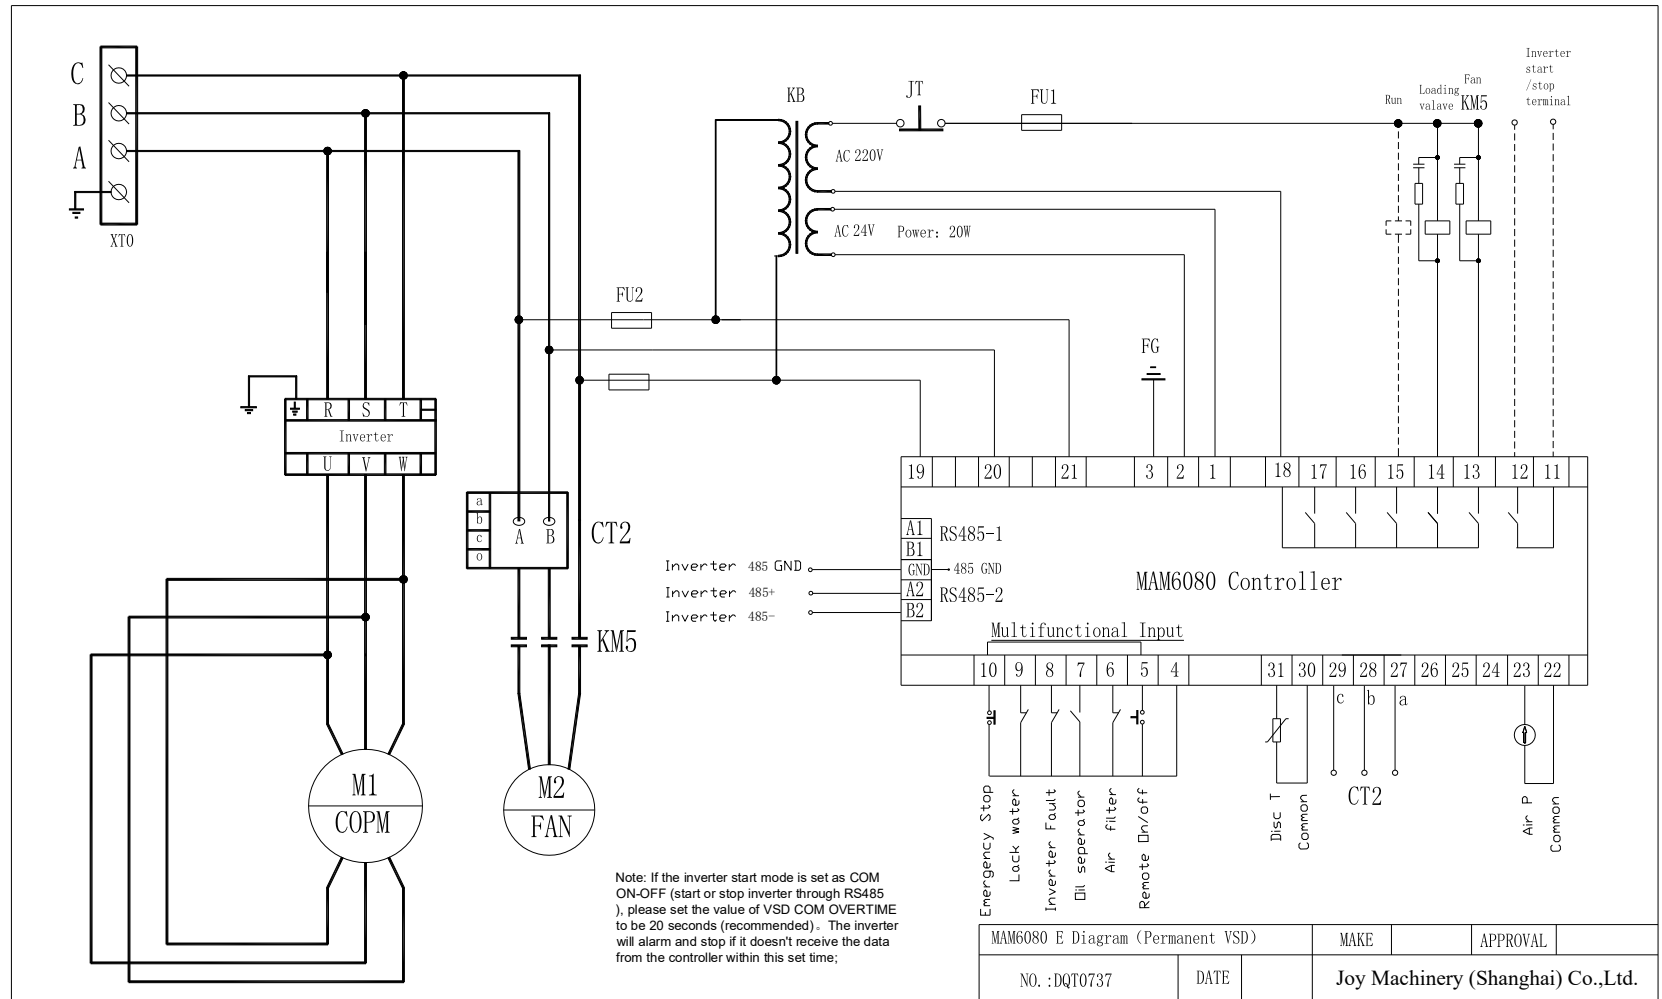 C
B
A
XT0
KB
JT
FU1
AC 220V
AC 24V
Power: 20W
Run
Loading
valave
Fan
KM5
Inverter
start
/stop
terminal
FU2
FG
R S T
Inverter
U V W
a
b
c
o
A B
CT2
KM5
M1
COPM
M2
FAN
19 20 21 3 2 1 18 17 16 15 14 13 12 11
A1
B1
GND
A2
B2
RS485-1
485 GND
RS485-2
Inverter 485 GND
Inverter 485+
Inverter 485-
MAM6080 Controller
Multifunctional Input
10 9 8 7 6 5 4 31 30 29 28 27 26 25 24 23 22
c b a
CT2
Emergency Stop
Lack water
Inverter Fault
Oil seperator
Air filter
Remote On/off
Disc T
Common
Air P
Common
Note: If the inverter start mode is set as COM
ON-OFF (start or stop inverter through RS485
), please set the value of VSD COM OVERTIME
to be 20 seconds (recommended)。The inverter
will alarm and stop if it doesn't receive the data
from the controller within this set time;
MAM6080 E Diagram (Permanent VSD)
MAKE
APPROVAL
NO.:DQT0737
DATE
Joy Machinery (Shanghai) Co.,Ltd.